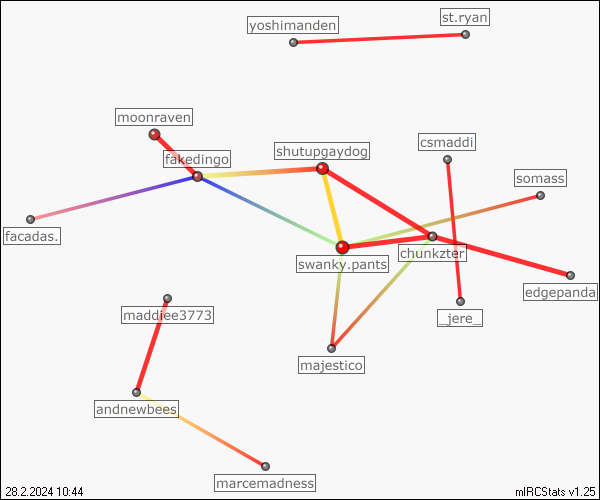 st.ryan
yoshimanden
moonraven
csmaddi
shutupgaydog
fakedingo
somass
facadas.
chunkzter
swanky.pants
edgepanda
maddiee3773
_jere_
majestico
andnewbees
marcemadness
28.2.2024 10:44
mIRCStats v1.25